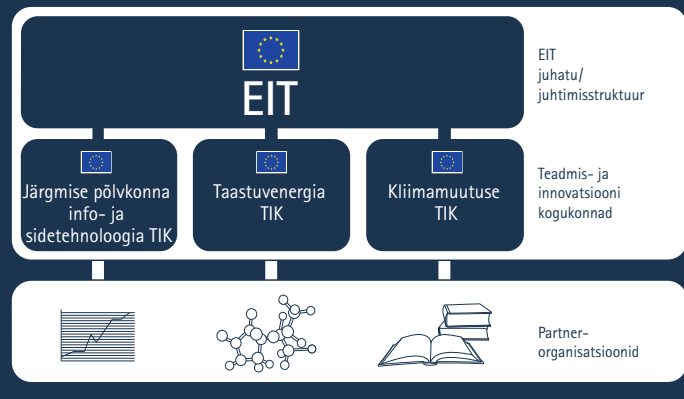 EIT
EIT
juhatu/
juhtimisstruktuur
Järgmise põlvkonna
info- ja
sidetehnoloogia TIK
Taastuvenergia
TIK
Kliimamuutuse
TIK
Teadmis- ja
innovatsiooni
kogukonnad
Partner-
organisatsioonid